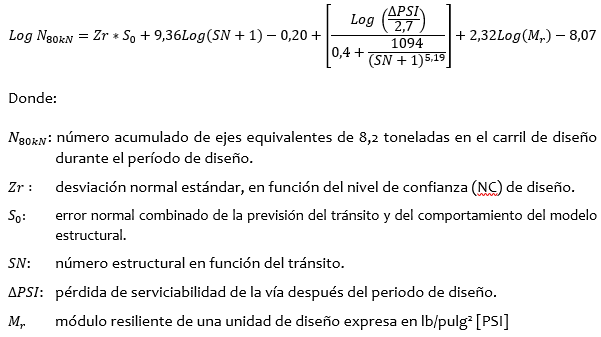 Log N₈₀ₖN = Zr ∗ S₀ + 9,36Log(SN + 1) − 0,20 + [Log (ΔPSI / 2,7) / (0,4 + 1094 / (SN + 1)^5,19)] + 2,32Log(Mᵣ) − 8,07
Donde:
N₈₀ₖN: número acumulado de ejes equivalentes de 8,2 toneladas en el carril de diseño
durante el período de diseño.
Zr : desviación normal estándar, en función del nivel de confianza (NC) de diseño.
S₀: error normal combinado de la previsión del tránsito y del comportamiento del modelo
estructural.
SN: número estructural en función del tránsito.
ΔPSI: pérdida de serviciabilidad de la vía después del periodo de diseño.
Mᵣ módulo resiliente de una unidad de diseño expresa en lb/pulg² [PSI]